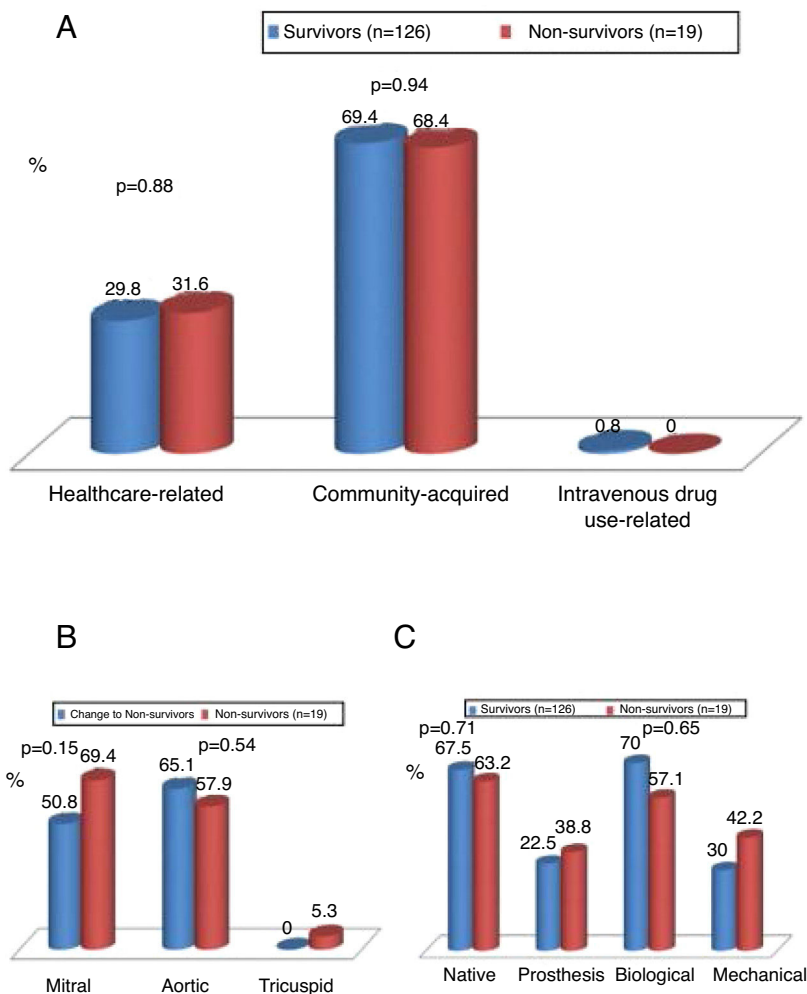 A
Survivors (n=126) Non-survivors (n=19)
p=0.94
69.4 68.4
%
p=0.88
29.8 31.6
0.8 0
Healthcare-related Community-acquired Intravenous drug
use-related
B
Change to Non-survivors Non-survivors (n=19)
p=0.15 69.4 p=0.54
65.1
%
50.8 57.9
0 5.3
Mitral Aortic Tricuspid
C
Survivors (n=126) Non-survivors (n=19)
p=0.71 p=0.65
67.5 63.2 70
%
57.1
22.5 38.8 30 42.2
Native Prosthesis Biological Mechanical